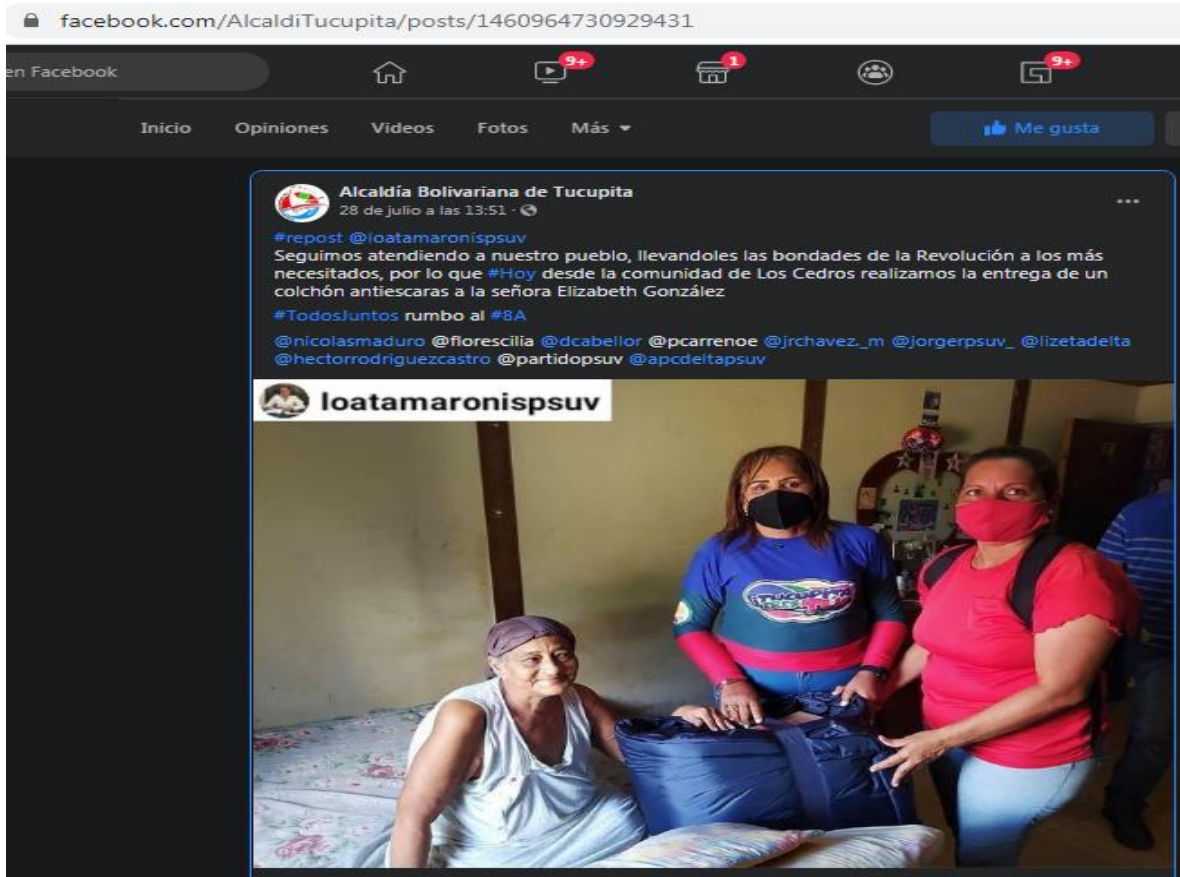 facebook.com/AlcaldiTucupita/posts/1460964730929431
en Facebook
9+
1
9+
Inicio
Opiniones
Videos
Fotos
Más
Me gusta
Alcaldía Bolivariana de Tucupita
28 de julio a las 13:51 ·
#repost @loatamaronispsuv
Seguimos atendiendo a nuestro pueblo, llevandoles las bondades de la Revolución a los más
necesitados, por lo que #Hoy desde la comunidad de Los Cedros realizamos la entrega de un
colchón antiescaras a la señora Elizabeth González
#TodosJuntos rumbo al #8A
@nicolasmaduro @florescilia @dcabellor @pcarrenoe @jrchavez._m @jorgerpsuv_ @lizetadelta
@hectorrodriguezcastro @partidopsuv @apcdeltapsuv
loatamaronispsuv
TUCUPITA